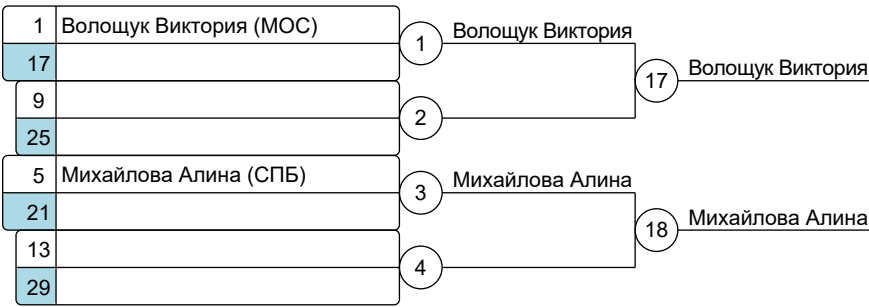 1 Волощук Виктория (МОС)
1 Волощук Виктория
17
17 Волощук Виктория
9
2
25
5 Михайлова Алина (СПБ)
3 Михайлова Алина
21
18 Михайлова Алина
13
4
29